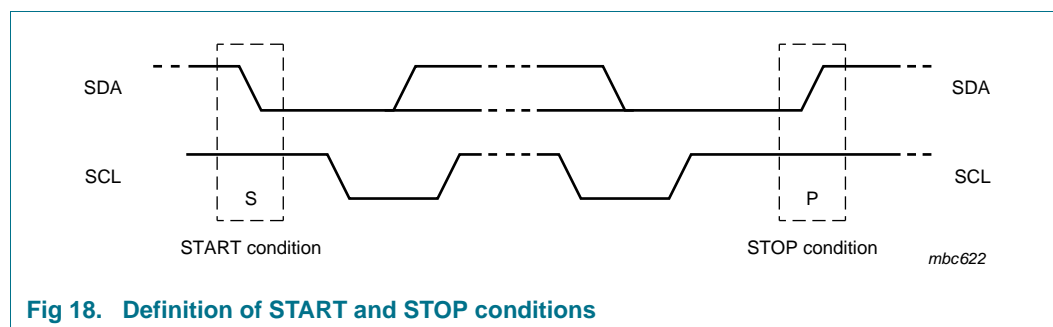 SDA
SDA
SCL
SCL
S
P
START condition
STOP condition
mbc622
Fig 18. Definition of START and STOP conditions